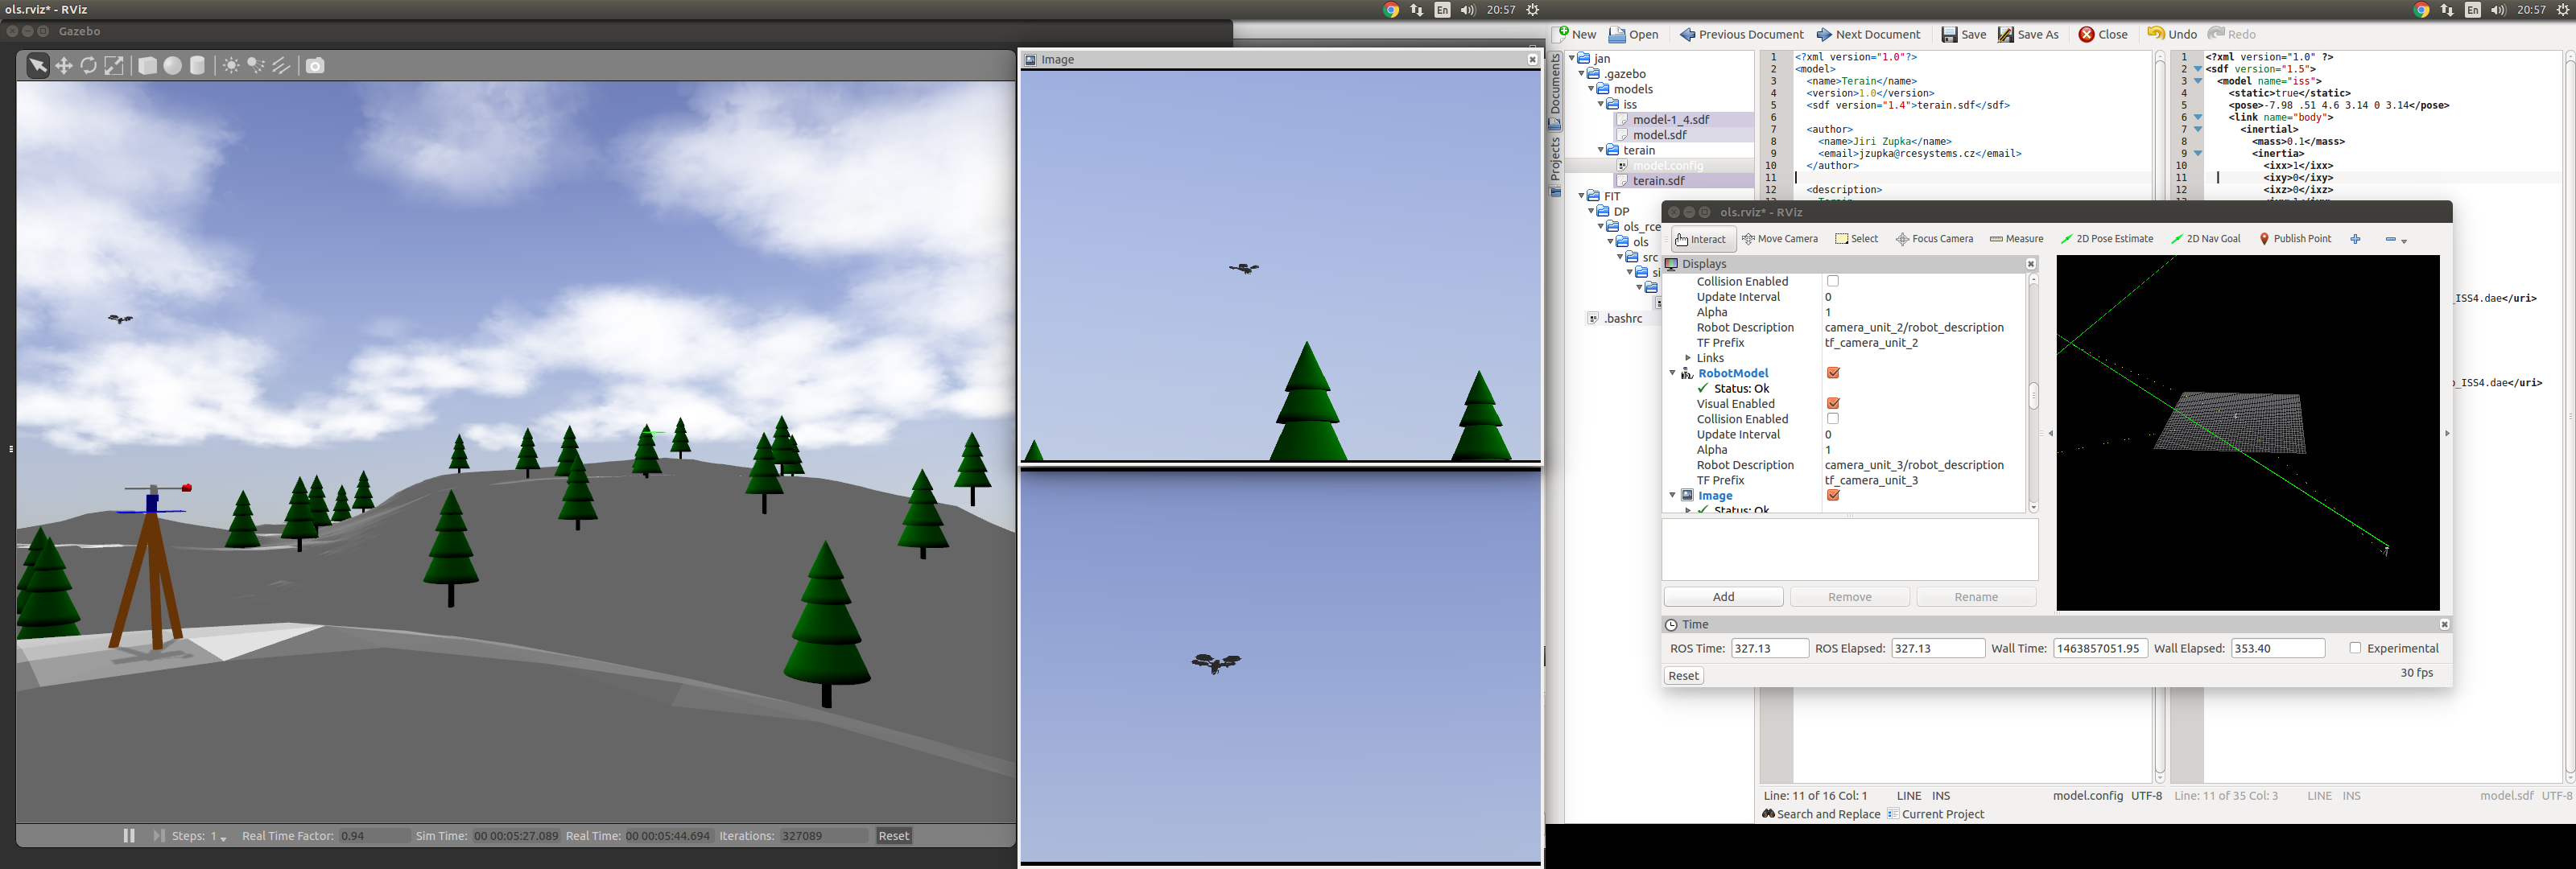 ols.rviz* - RViz
En
20:57
En
20:57
Gazebo
Steps: 1
Real Time Factor: 0.94
Sim Time: 00 00:05:27.089
Real Time: 00 00:05:44.694
Iterations: 327089
Reset
Image
New
Open
Previous Document
Next Document
Save
Save As
Close
Undo
Redo
Documents
Projects
jan
.gazebo
models
iss
model-1_4.sdf
model.sdf
terain
model.config
terain.sdf
FIT
DP
ols_rce
ols
src
si
.bashrc
1 <?xml version="1.0"?>
2 <model>
3 <name>Terain</name>
4 <version>1.0</version>
5 <sdf version="1.4">terain.sdf</sdf>
6
7 <author>
8 <name>Jiri Zupka</name>
9 <email>jzupka@rcesystems.cz</email>
10 </author>
11
12 <description>
1 <?xml version="1.0" ?>
2 <sdf version="1.5">
3 <model name="iss">
4 <static>true</static>
5 <pose>-7.98 .51 4.6 3.14 0 3.14</pose>
6 <link name="body">
7 <inertial>
8 <mass>0.1</mass>
9 <inertia>
10 <ixx>1</ixx>
11 <ixy>0</ixy>
12 <ixz>0</ixz>
_ISS4.dae</uri>
_ISS4.dae</uri>
ols.rviz* - RViz
Interact
Move Camera
Select
Focus Camera
Measure
2D Pose Estimate
2D Nav Goal
Publish Point
Displays
Collision Enabled
Update Interval 0
Alpha 1
Robot Description camera_unit_2/robot_description
TF Prefix tf_camera_unit_2
Links
RobotModel
Status: Ok
Visual Enabled
Collision Enabled
Update Interval 0
Alpha 1
Robot Description camera_unit_3/robot_description
TF Prefix tf_camera_unit_3
Image
Status: Ok
Add
Remove
Rename
Time
ROS Time: 327.13
ROS Elapsed: 327.13
Wall Time: 1463857051.95
Wall Elapsed: 353.40
Experimental
Reset
30 fps
Line: 11 of 16 Col: 1
LINE
INS
model.config
UTF-8
Line: 11 of 35 Col: 3
LINE
INS
model.sdf
UTF-8
Search and Replace
Current Project